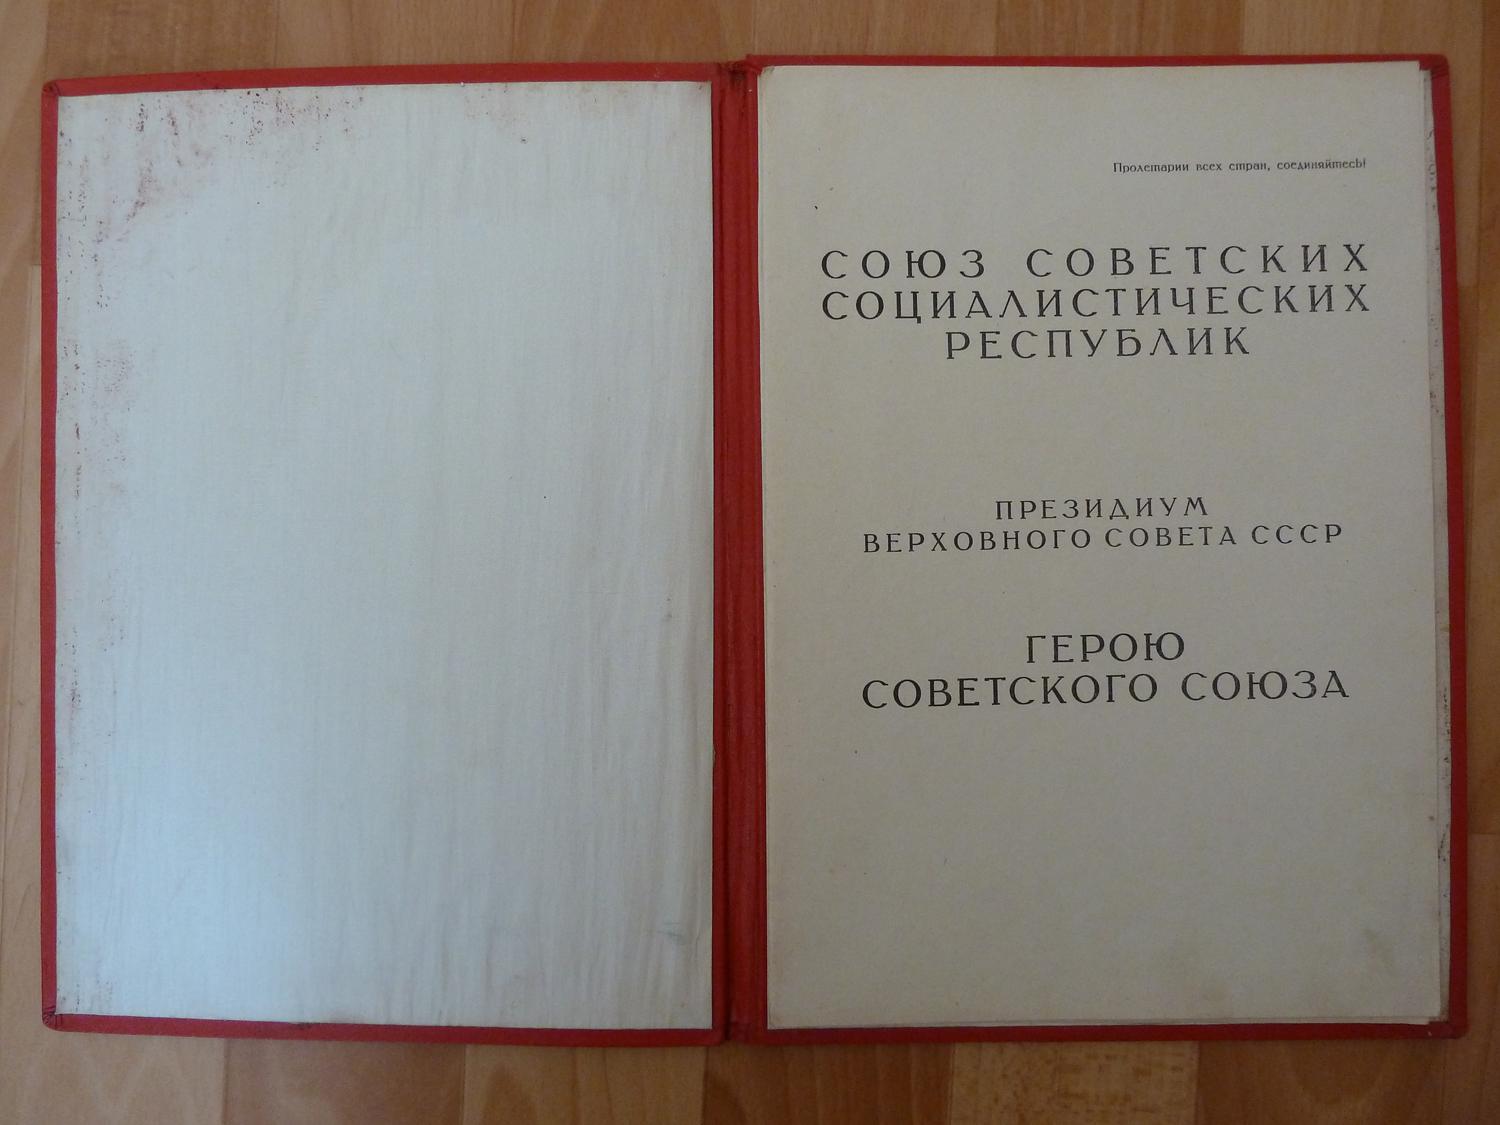 Пролетарии всех стран, соединяйтесь!
СОЮЗ СОВЕТСКИХ
СОЦИАЛИСТИЧЕСКИХ
РЕСПУБЛИК
ПРЕЗИДИУМ
ВЕРХОВНОГО СОВЕТА СССР
ГЕРОЮ
СОВЕТСКОГО СОЮЗА